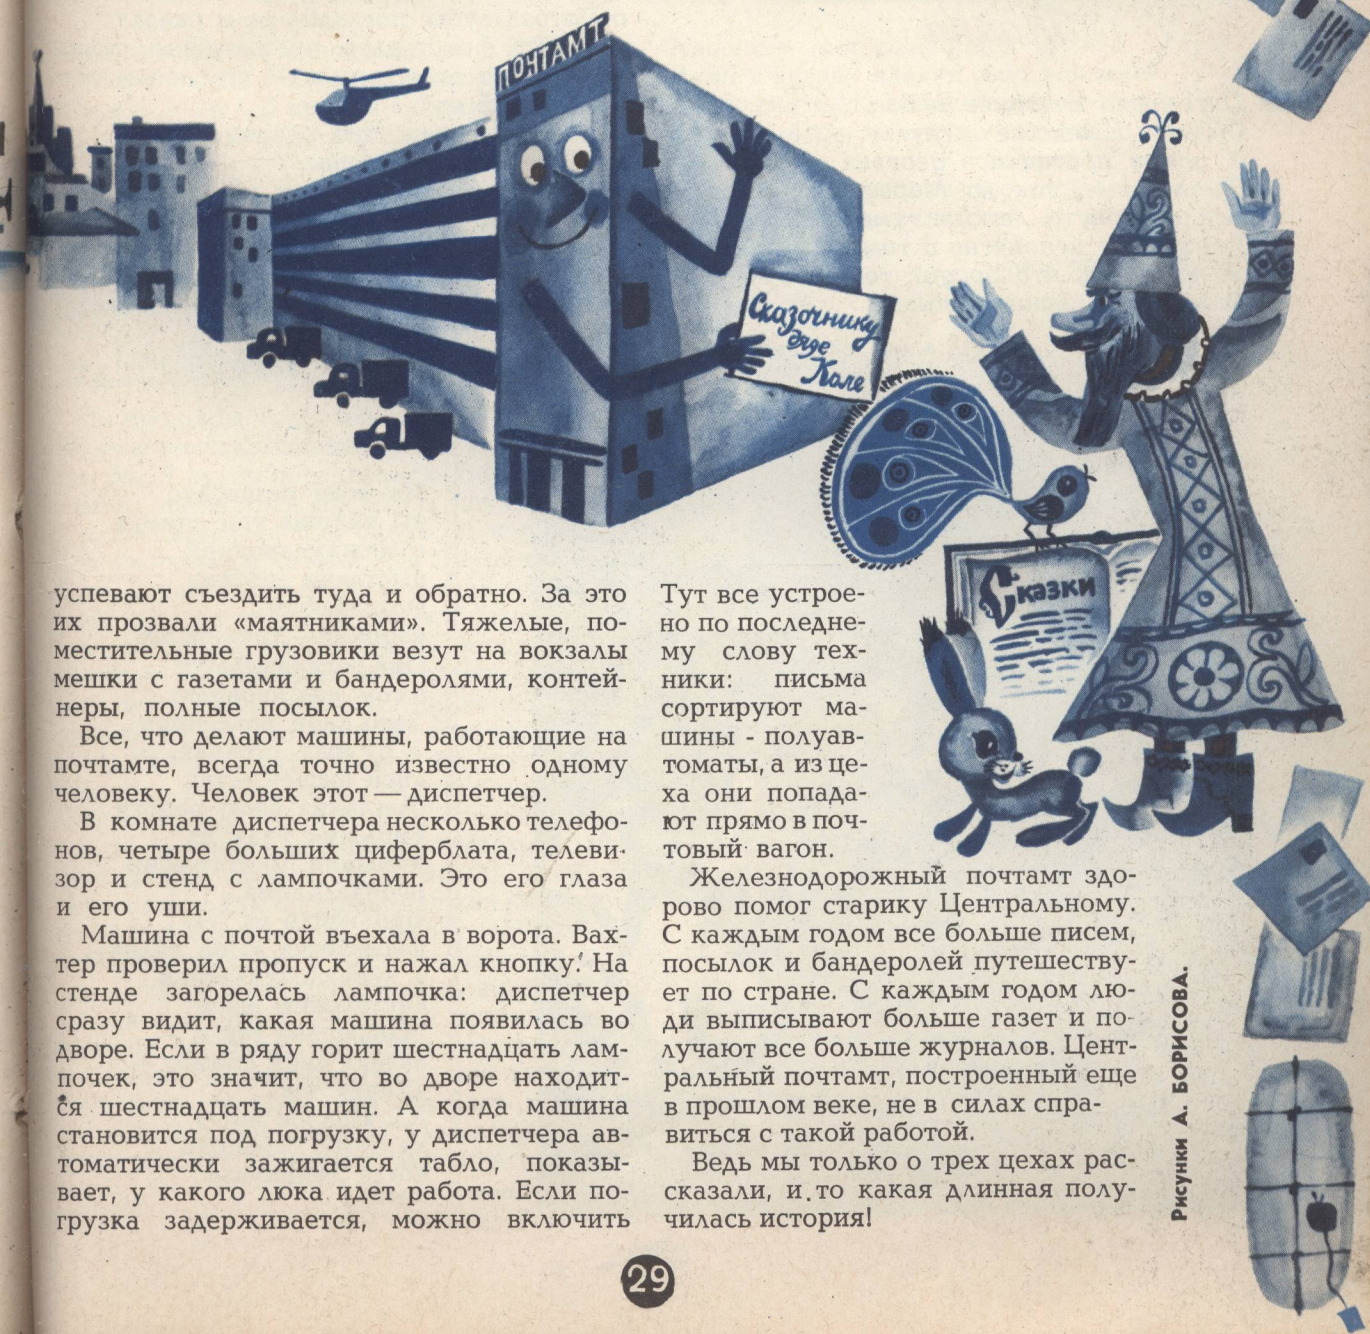 ПОЧТАМТ
Сказочнику
дяде
Коле
Сказки
успевают съездить туда и обратно. За это
их прозвали «маятниками». Тяжелые, по-
местительные грузовики везут на вокзалы
мешки с газетами и бандеролями, контей-
неры, полные посылок.
Все, что делают машины, работающие на
почтамте, всегда точно известно одному
человеку. Человек этот — диспетчер.
В комнате диспетчера несколько телефо-
нов, четыре больших циферблата, телеви-
зор и стенд с лампочками. Это его глаза
и его уши.
Машина с почтой въехала в ворота. Вах-
тер проверил пропуск и нажал кнопку. На
стенде загорелась лампочка: диспетчер
сразу видит, какая машина появилась во
дворе. Если в ряду горит шестнадцать лам-
почек, это значит, что во дворе находит-
ся шестнадцать машин. А когда машина
становится под погрузку, у диспетчера ав-
томатически зажигается табло, показы-
вает, у какого люка идет работа. Если по-
грузка задерживается, можно включить
Тут все устрое-
но по последне-
му слову тех-
ники: письма
сортируют ма-
шины - полуав-
томаты, а из це-
ха они попада-
ют прямо в поч-
товый вагон.
Железнодорожный почтамт здо-
рово помог старику Центральному.
С каждым годом все больше писем,
посылок и бандеролей путешеству-
ет по стране. С каждым годом лю-
ди выписывают больше газет и по-
лучают все больше журналов. Цент-
ральный почтамт, построенный еще
в прошлом веке, не в силах спра-
виться с такой работой.
Ведь мы только о трех цехах рас-
сказали, и то какая длинная полу-
чилась история!
Рисунки А. БОРИСОВА.
29